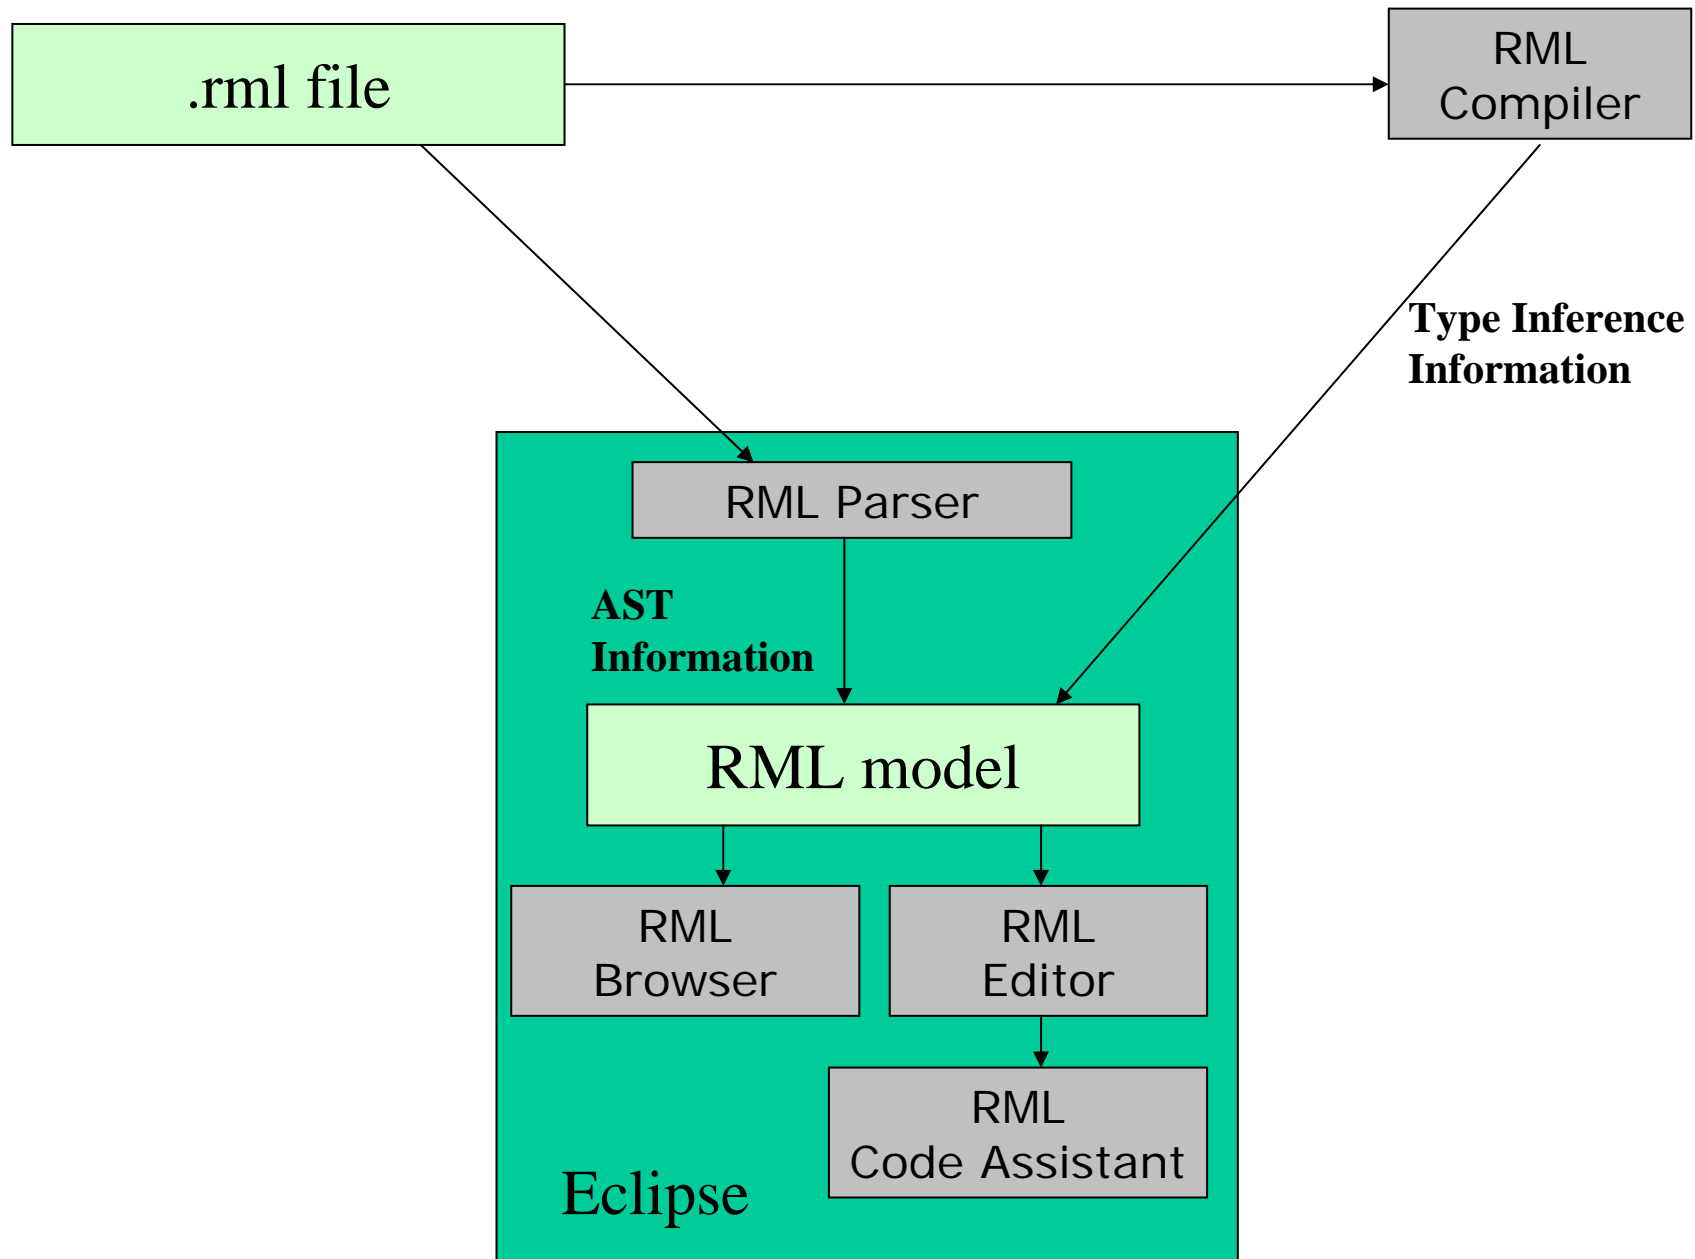 .rml file
RML
Compiler
Type Inference
Information
RML Parser
AST
Information
RML model
RML
Browser
RML
Editor
RML
Code Assistant
Eclipse